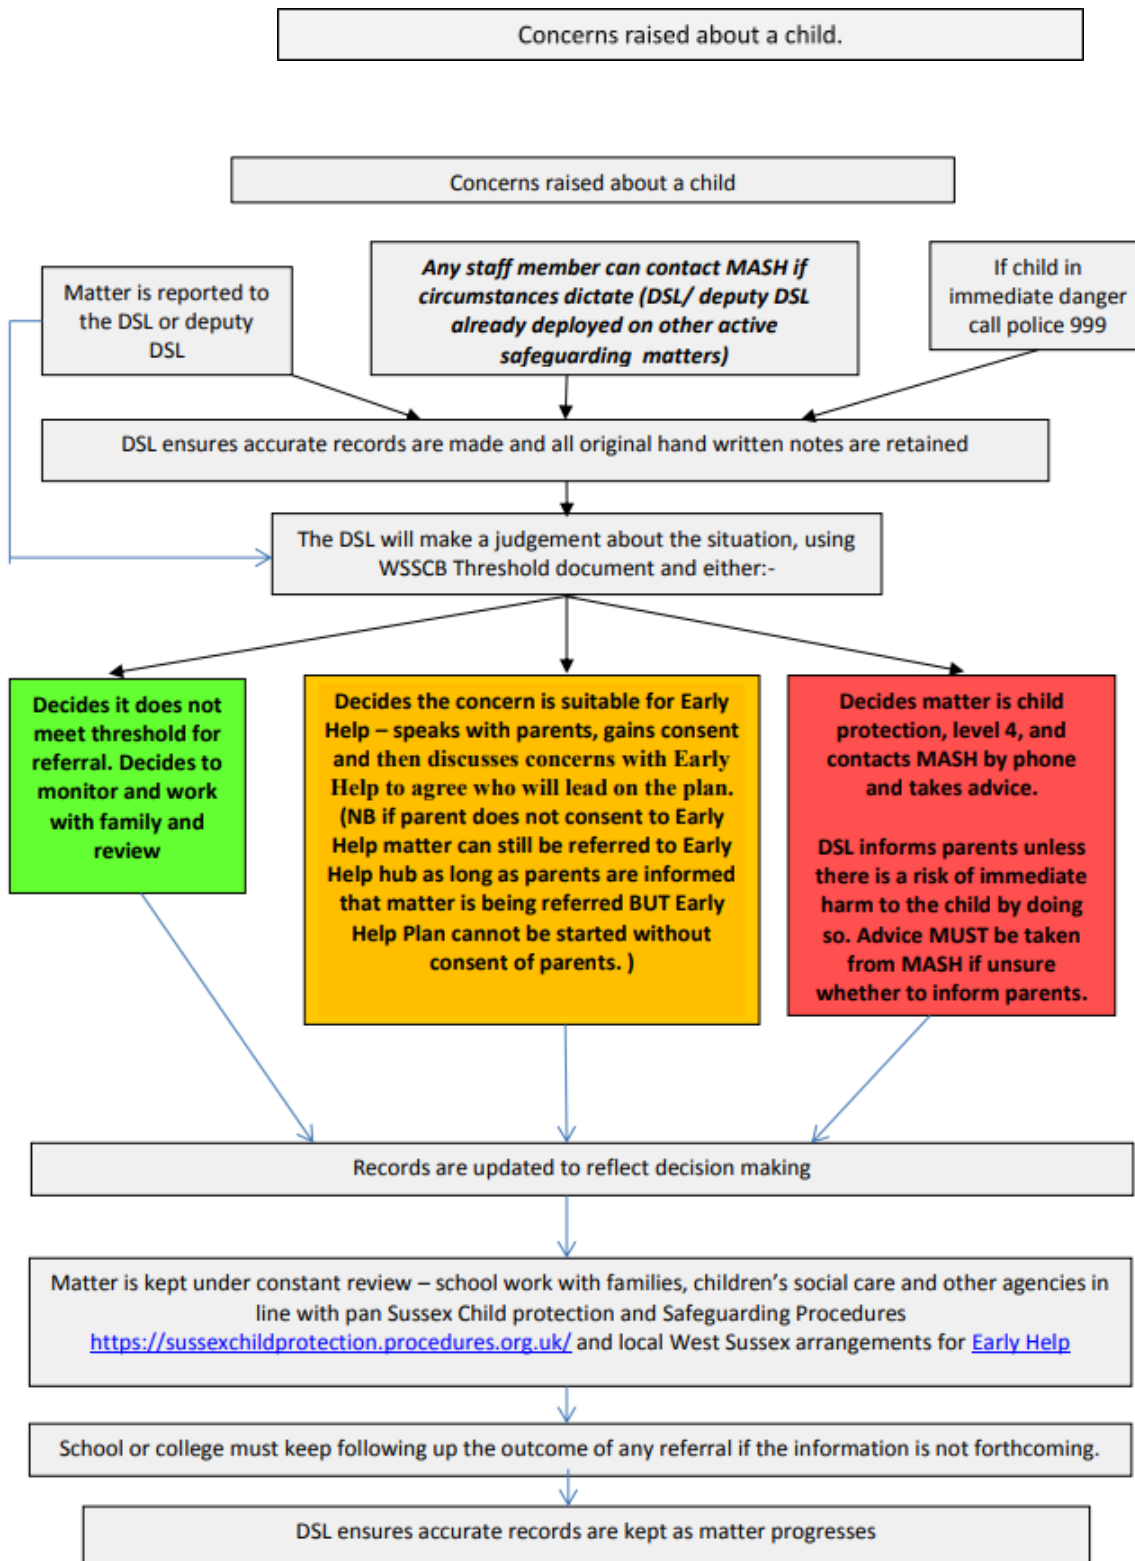 Concerns raised about a child.
Concerns raised about a child
Matter is reported to
the DSL or deputy
DSL
Any staff member can contact MASH if
circumstances dictate (DSL/ deputy DSL
already deployed on other active
safeguarding matters)
If child in
immediate danger
call police 999
DSL ensures accurate records are made and all original hand written notes are retained
The DSL will make a judgement about the situation, using
WSSCB Threshold document and either:-
Decides it does not
meet threshold for
referral. Decides to
monitor and work
with family and
review
Decides the concern is suitable for Early
Help – speaks with parents, gains consent
and then discusses concerns with Early
Help to agree who will lead on the plan.
(NB if parent does not consent to Early
Help matter can still be referred to Early
Help hub as long as parents are informed
that matter is being referred BUT Early
Help Plan cannot be started without
consent of parents. )
Decides matter is child
protection, level 4, and
contacts MASH by phone
and takes advice.
DSL informs parents unless
there is a risk of immediate
harm to the child by doing
so. Advice MUST be taken
from MASH if unsure
whether to inform parents.
Records are updated to reflect decision making
Matter is kept under constant review – school work with families, children's social care and other agencies in
line with pan Sussex Child protection and Safeguarding Procedures
https://sussexchildprotection.procedures.org.uk/ and local West Sussex arrangements for Early Help
School or college must keep following up the outcome of any referral if the information is not forthcoming.
DSL ensures accurate records are kept as matter progresses